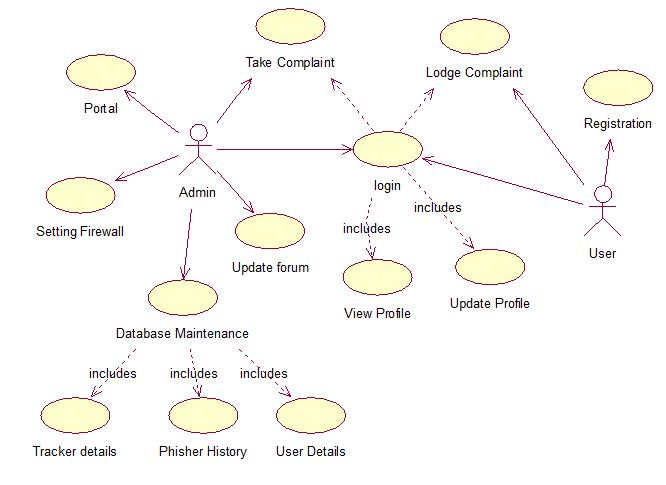 Take Complaint
Lodge Complaint
Portal
Registration
Admin
login
includes
Setting Firewall
includes
User
Update forum
View Profile
Update Profile
Database Maintenance
includes
includes
includes
Tracker details
Phisher History
User Details